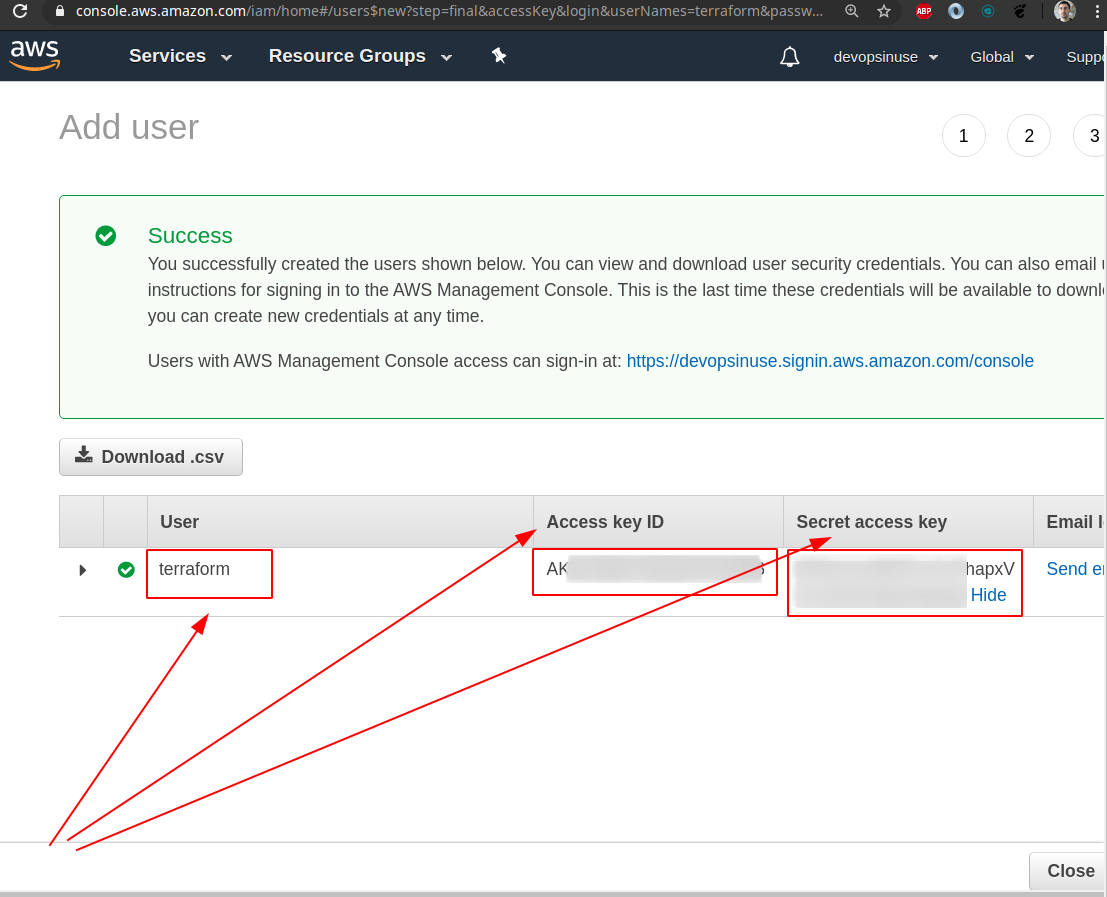 console.aws.amazon.com/iam/home#/users$new?step=final&accessKey&login&userNames=terraform&passw...
ABP
aws
Services
Resource Groups
devopsinuse
Global
Suppo
Add user
1
2
3
Success
You successfully created the users shown below. You can view and download user security credentials. You can also email u
instructions for signing in to the AWS Management Console. This is the last time these credentials will be available to downl
you can create new credentials at any time.
Users with AWS Management Console access can sign-in at: https://devopsinuse.signin.aws.amazon.com/console
Download .csv
User
Access key ID
Secret access key
Email l
terraform
AK
hapxV
Send e
Hide
Close